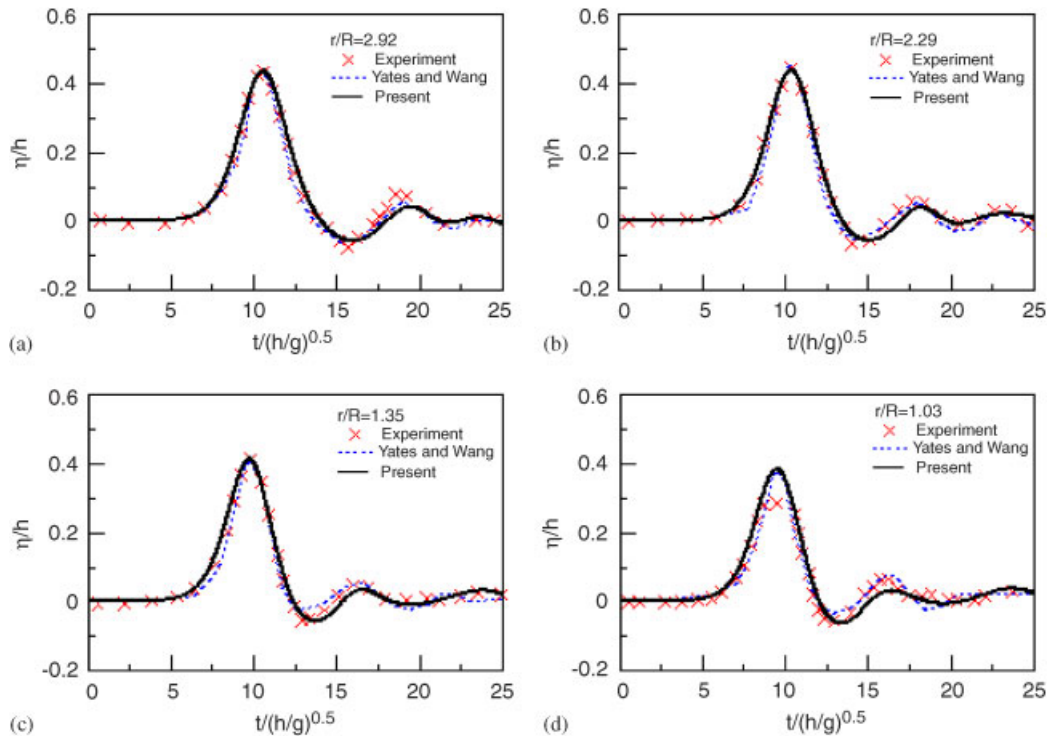 0.6
0.4
0.2
0
-0.2
η/h
r/R=2.92
Experiment
Yates and Wang
Present
0 5 10 15 20 25
t/(h/g)^0.5
(a)
0.6
0.4
0.2
0
-0.2
η/h
r/R=2.29
Experiment
Yates and Wang
Present
0 5 10 15 20 25
t/(h/g)^0.5
(b)
0.6
0.4
0.2
0
-0.2
η/h
r/R=1.35
Experiment
Yates and Wang
Present
0 5 10 15 20 25
t/(h/g)^0.5
(c)
0.6
0.4
0.2
0
-0.2
η/h
r/R=1.03
Experiment
Yates and Wang
Present
0 5 10 15 20 25
t/(h/g)^0.5
(d)